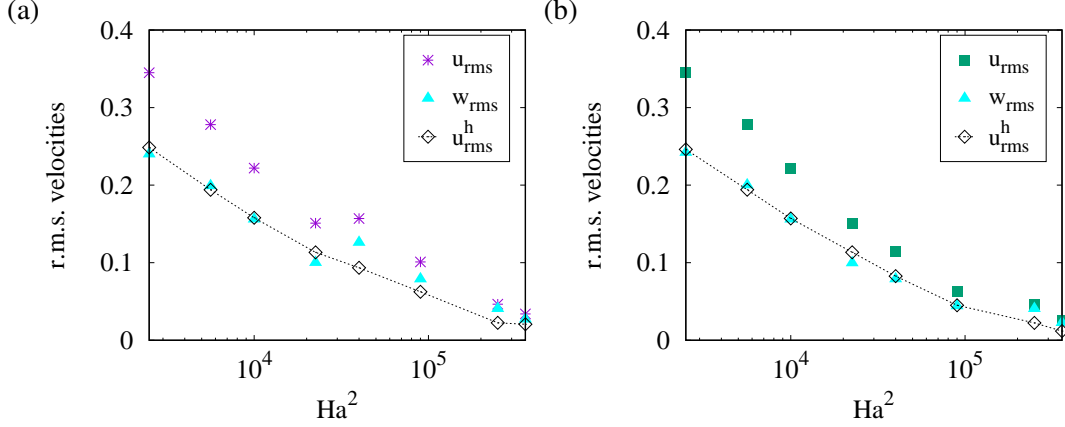 (a)
r.m.s. velocities
0.4
0.3
0.2
0.1
0
10^4
10^5
Ha^2
u_rms
w_rms
u^h_rms
(b)
r.m.s. velocities
0.4
0.3
0.2
0.1
0
10^4
10^5
Ha^2
u_rms
w_rms
u^h_rms